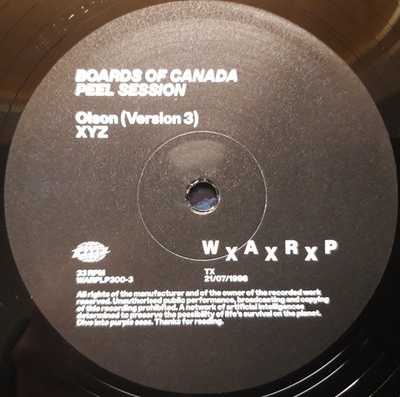 BOARDS OF CANADA
PEEL SESSION
Olson (Version 3)
XYZ
WXAXRXP
33 RPM
WARPLP300-3
TX
21/07/1998
All rights of the manufacturer and of the owner of the recorded work
reserved. Unauthorised public performance, broadcasting and copying
of this recording prohibited. A network of artificial intelligences
determined to preserve the possibility of life's survival on the planet.
Dive into purple seas. Thanks for reading.